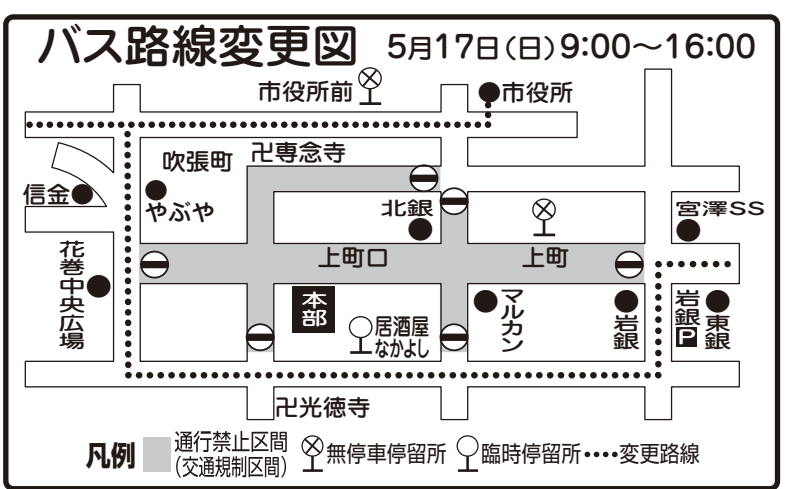 バス路線変更図 5月17日(日)9:00～16:00
市役所前
市役所
吹張町
卍専念寺
信金
やぶや
北銀
宮澤SS
花巻中央広場
上町口
上町
本部
居酒屋
なかよし
マルカン
岩銀
岩銀P
東銀
卍光徳寺
凡例 通行禁止区間
(交通規制区間)
無停車停留所 臨時停留所 変更路線